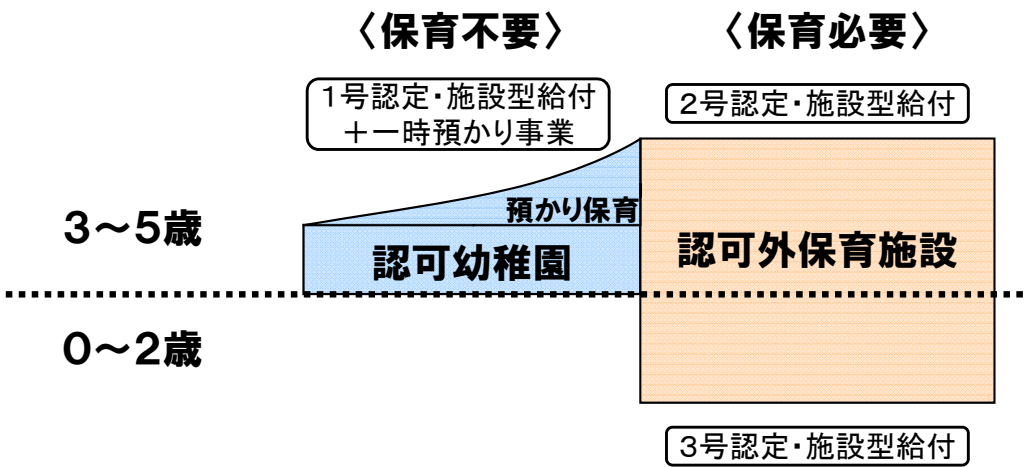 〈保育不要〉
〈保育必要〉
1号認定・施設型給付
+一時預かり事業
2号認定・施設型給付
3～5歳
預かり保育
認可幼稚園
認可外保育施設
0～2歳
3号認定・施設型給付